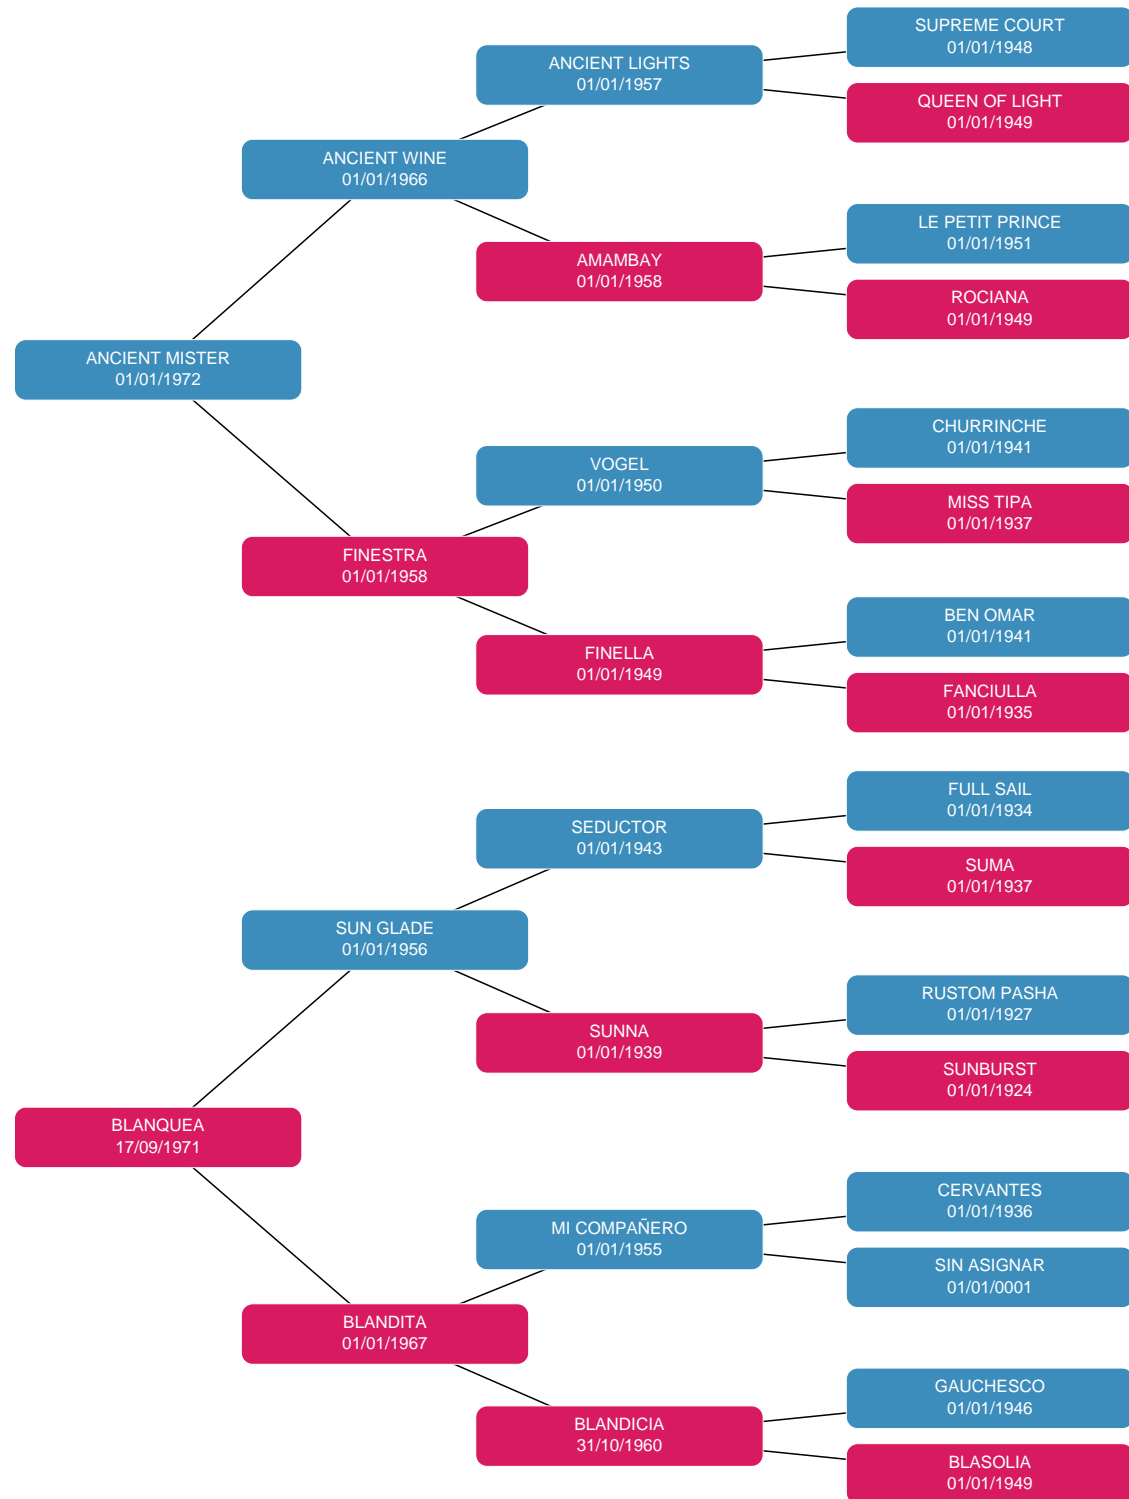 SUPREME COURT
01/01/1948
ANCIENT LIGHTS
01/01/1957
QUEEN OF LIGHT
01/01/1949
ANCIENT WINE
01/01/1966
LE PETIT PRINCE
01/01/1951
AMAMBAY
01/01/1958
ROCIANA
01/01/1949
ANCIENT MISTER
01/01/1972
CHURRINCHE
01/01/1941
VOGEL
01/01/1950
MISS TIPA
01/01/1937
FINESTRA
01/01/1958
BEN OMAR
01/01/1941
FINELLA
01/01/1949
FANCIULLA
01/01/1935
FULL SAIL
01/01/1934
SEDUCTOR
01/01/1943
SUMA
01/01/1937
SUN GLADE
01/01/1956
RUSTOM PASHA
01/01/1927
SUNNA
01/01/1939
SUNBURST
01/01/1924
BLANQUEA
17/09/1971
CERVANTES
01/01/1936
MI COMPAÑERO
01/01/1955
SIN ASIGNAR
01/01/0001
BLANDITA
01/01/1967
GAUCHESCO
01/01/1946
BLANDICIA
31/10/1960
BLASOLIA
01/01/1949